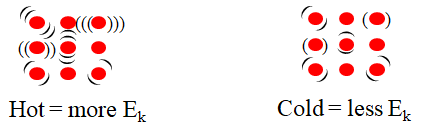 Hot = more Ek
Cold = less Ek